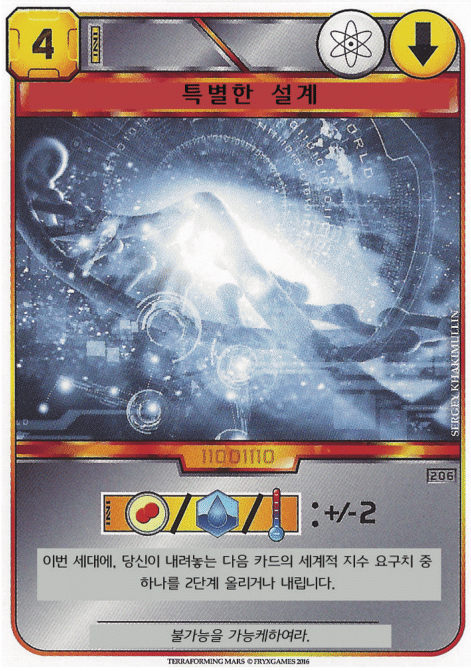 4
특별한 설계
WORLD
SERGEY KHAKIMULLIN
11001110
206
:+/-2
이번 세대에, 당신이 내려놓는 다음 카드의 세계적 지수 요구치 중
하나를 2단계 올리거나 내립니다.
불가능을 가능케하여라.
TERRAFORMING MARS © FRYXGAMES 2016